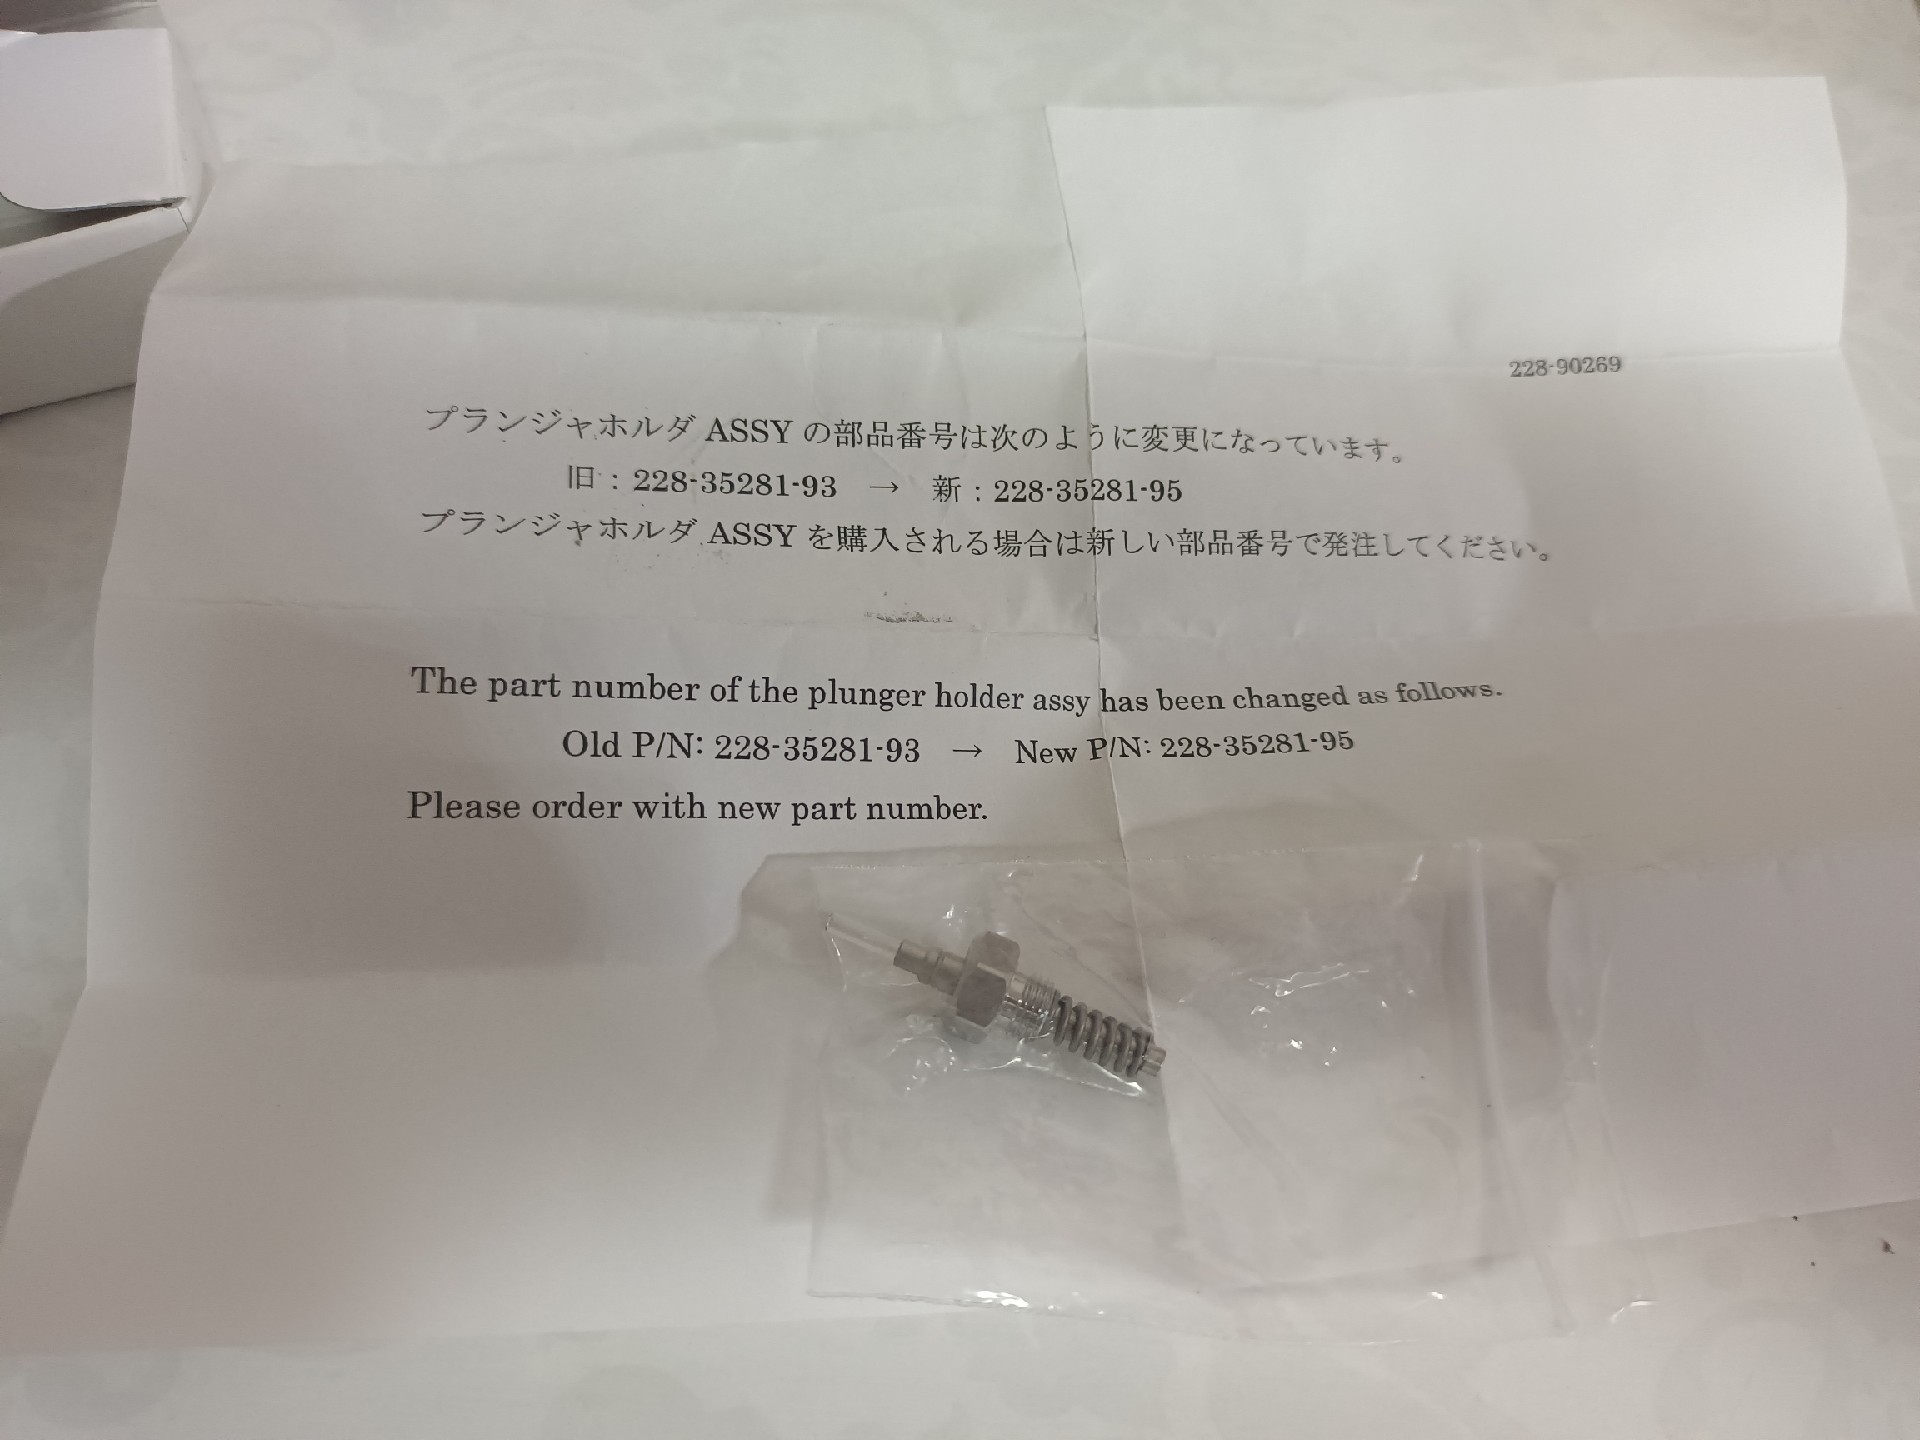 228-90269
プランジャホルダ ASSY の部品番号は次のように変更になっています。
旧：228-35281-93 → 新：228-35281-95
プランジャホルダ ASSY を購入される場合は新しい部品番号で発注してください。
The part number of the plunger holder assy has been changed as follows.
Old P/N: 228-35281-93 → New P/N: 228-35281-95
Please order with new part number.